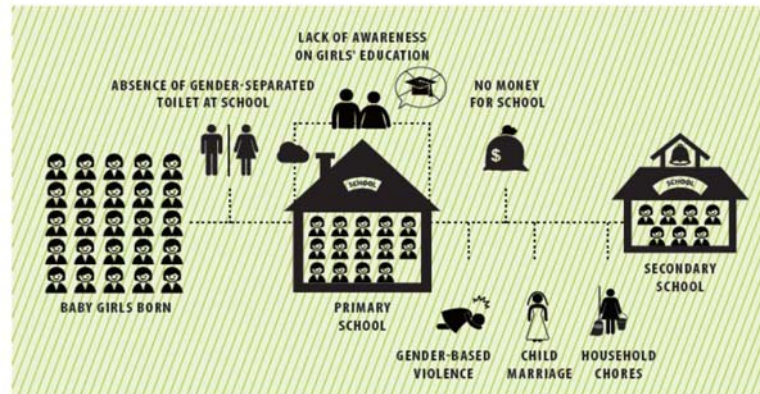 LACK OF AWARENESS
ON GIRLS' EDUCATION
ABSENCE OF GENDER-SEPARATED
TOILET AT SCHOOL
NO MONEY
FOR SCHOOL
$
SCHOOL
SCHOOL
BABY GIRLS BORN
PRIMARY
SCHOOL
SECONDARY
SCHOOL
GENDER-BASED
VIOLENCE
CHILD
MARRIAGE
HOUSEHOLD
CHORES